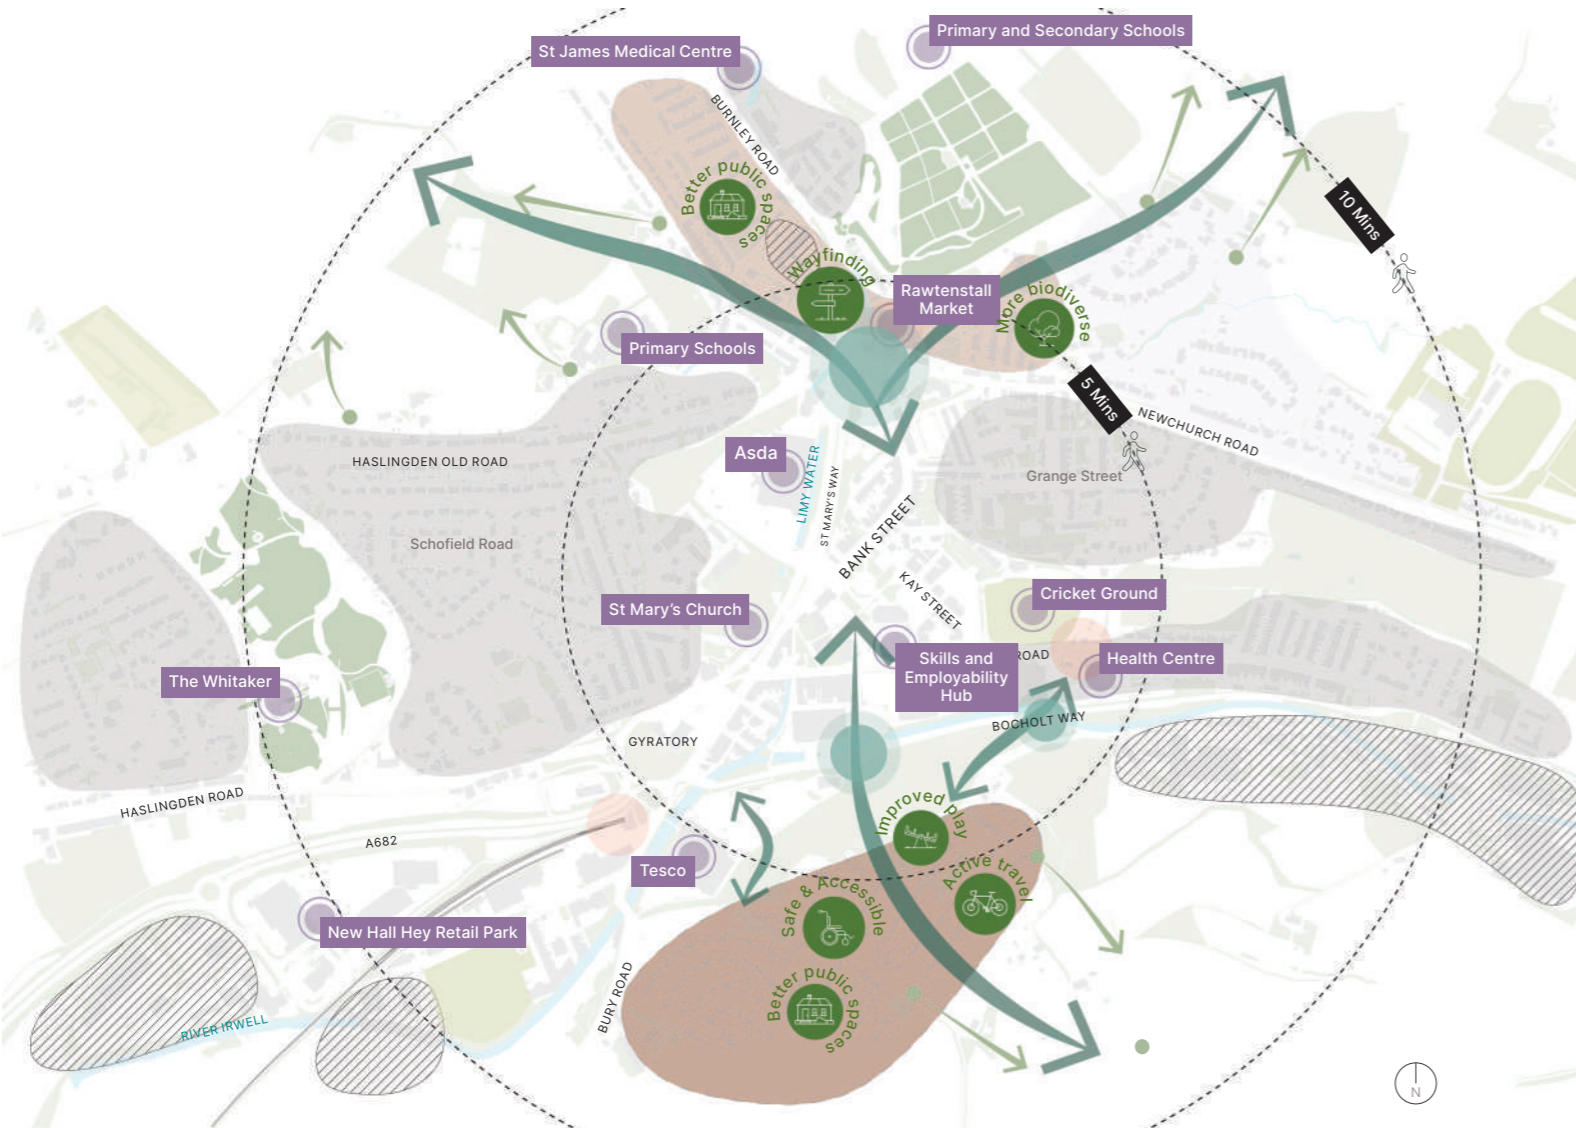 Primary and Secondary Schools
St James Medical Centre
BURNLEY ROAD
Better public spaces
10 Mins
Wayfinding
Rawtenstall
Market
More biodiverse
Primary Schools
5 Mins
NEWCHURCH ROAD
Asda
HASLINGDEN OLD ROAD
LIMY WATER
ST MARY'S WAY
Grange Street
BANK STREET
Schofield Road
KAY STREET
Cricket Ground
St Mary's Church
ROAD
Health Centre
Skills and
Employability
Hub
The Whitaker
BOCHOLT WAY
GYRATORY
HASLINGDEN ROAD
A682
Improved play
Tesco
Active travel
Safe & Accessible
New Hall Hey Retail Park
BURY ROAD
Better public spaces
RIVER IRWELL
N